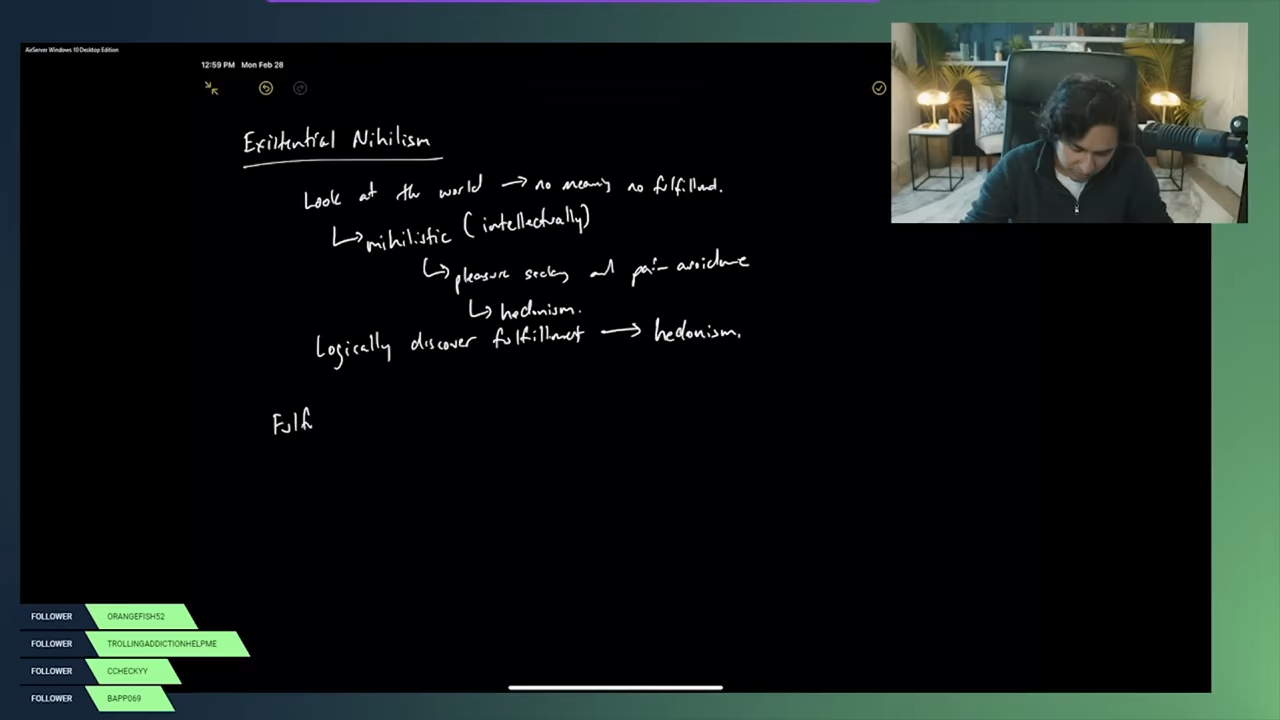 AirServer Windows 10 Desktop Edition
12:59 PM Mon Feb 28
Existential Nihilism
Look at the world → no meaning no fulfillment.
↳ nihilistic (intellectually)
↳ pleasure seeking and pain avoidance
↳ hedonism.
Logically discover fulfillment → hedonism.
Fulfi
FOLLOWER ORANGEFISH52
FOLLOWER TROLLINGADDICTIONHELPME
FOLLOWER CCHECKYY
FOLLOWER BAPP069